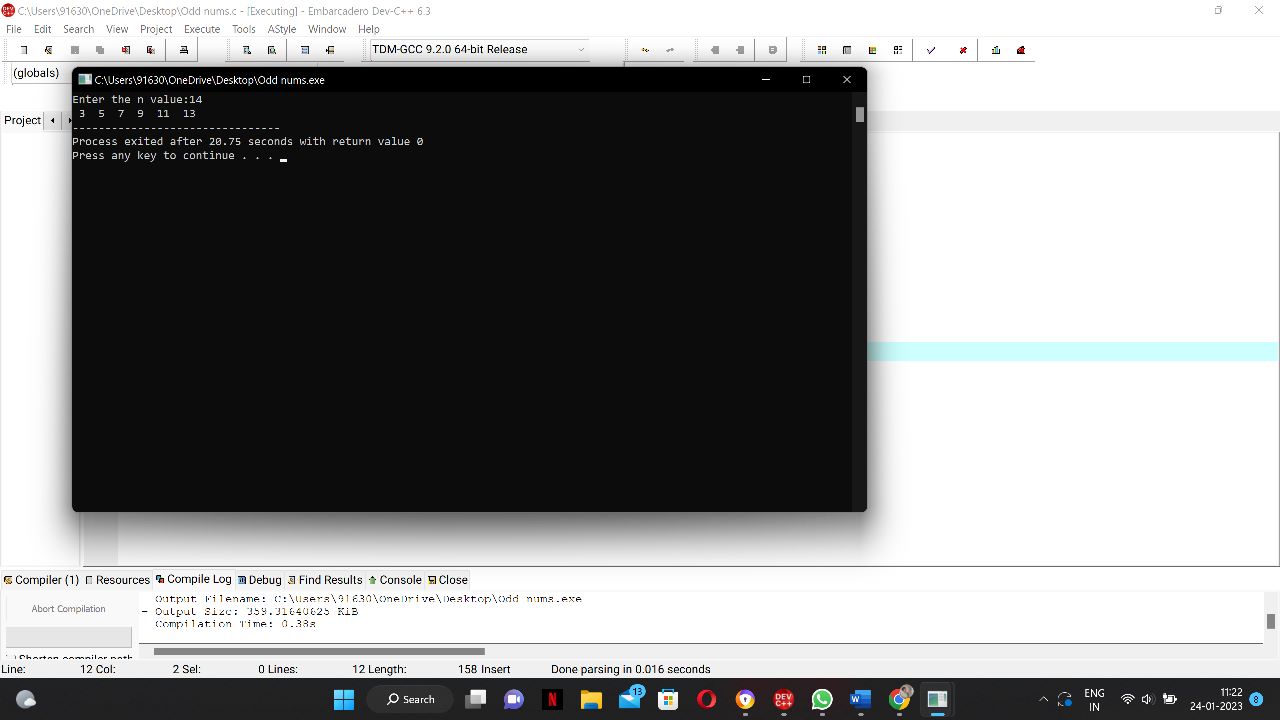 C:\Users\91630\OneDrive\Desktop\Odd nums.c - [Executing] - Embarcadero Dev-C++ 6.3
File Edit Search View Project Execute Tools AStyle Window Help
TDM-GCC 9.2.0 64-bit Release
(globals)
C:\Users\91630\OneDrive\Desktop\Odd nums.exe
Project
Enter the n value:14
3 5 7 9 11 13
--------------------------------
Process exited after 20.75 seconds with return value 0
Press any key to continue . . .
Compiler (1) Resources Compile Log Debug Find Results Console Close
Abort Compilation
Output Filename: C:\Users\91630\OneDrive\Desktop\Odd nums.exe
- Output Size: 359.31640625 KiB
Compilation Time: 0.38s
Shorten compiler path
Line: 12 Col: 2 Sel: 0 Lines: 12 Length: 158 Insert Done parsing in 0.016 seconds
Search
13
DEV C++
ENG
IN
11:22
24-01-2023
8